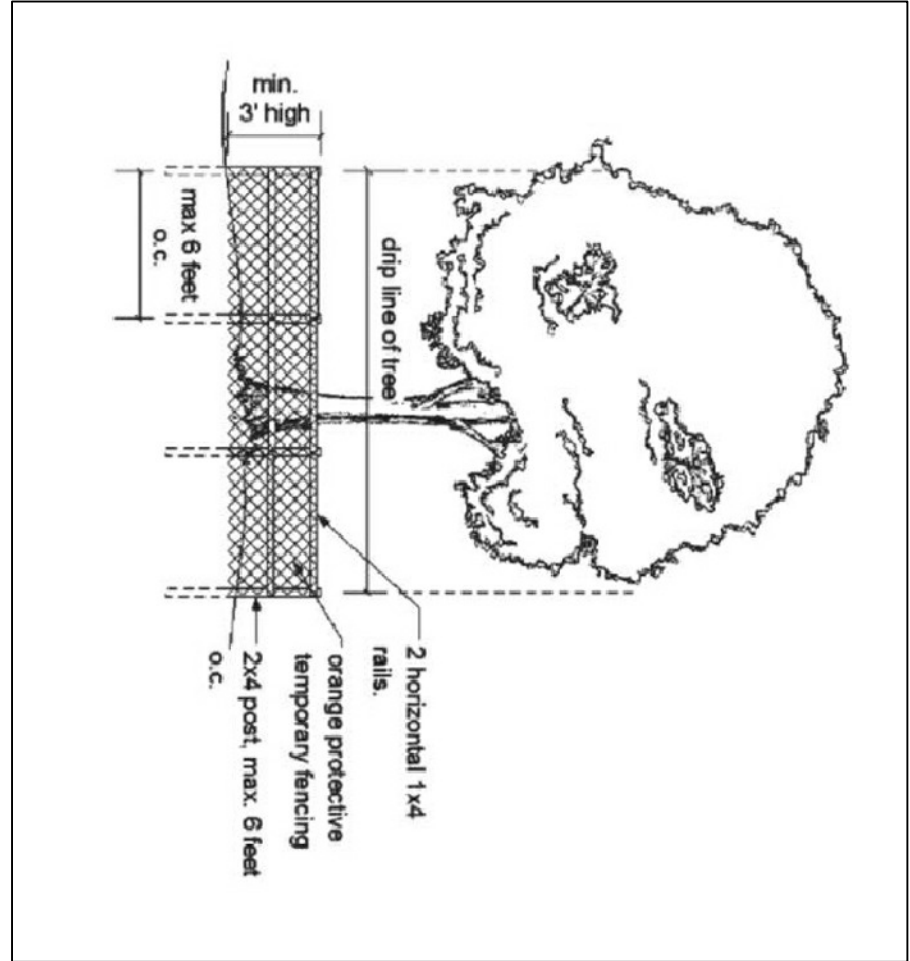 min.
3' high
max 6 feet
o.c.
drip line of tree
2 horizontal 1x4
rails.
orange protective
temporary fencing
2x4 post, max. 6 feet
o.c.